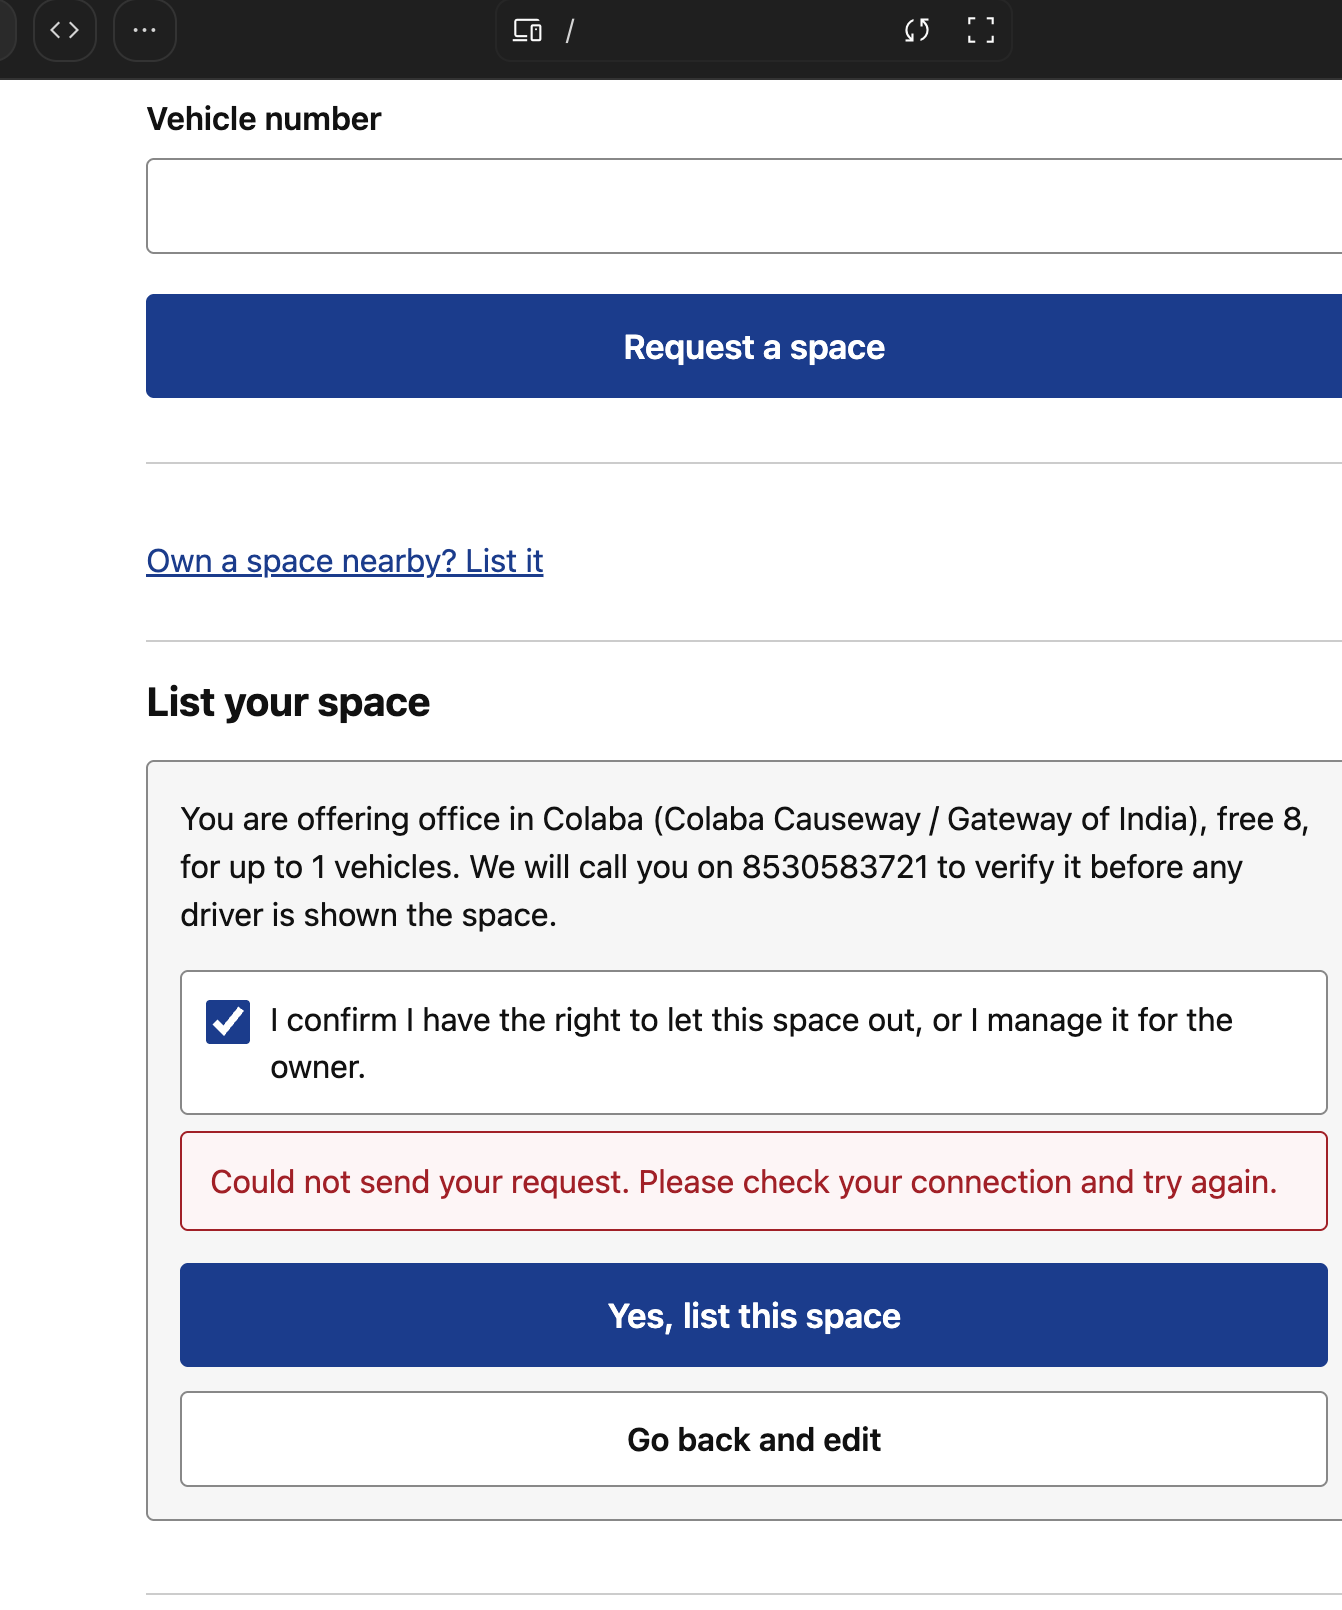 /
Vehicle number
Request a space
Own a space nearby? List it
List your space
You are offering office in Colaba (Colaba Causeway / Gateway of India), free 8,
for up to 1 vehicles. We will call you on 8530583721 to verify it before any
driver is shown the space.
I confirm I have the right to let this space out, or I manage it for the
owner.
Could not send your request. Please check your connection and try again.
Yes, list this space
Go back and edit